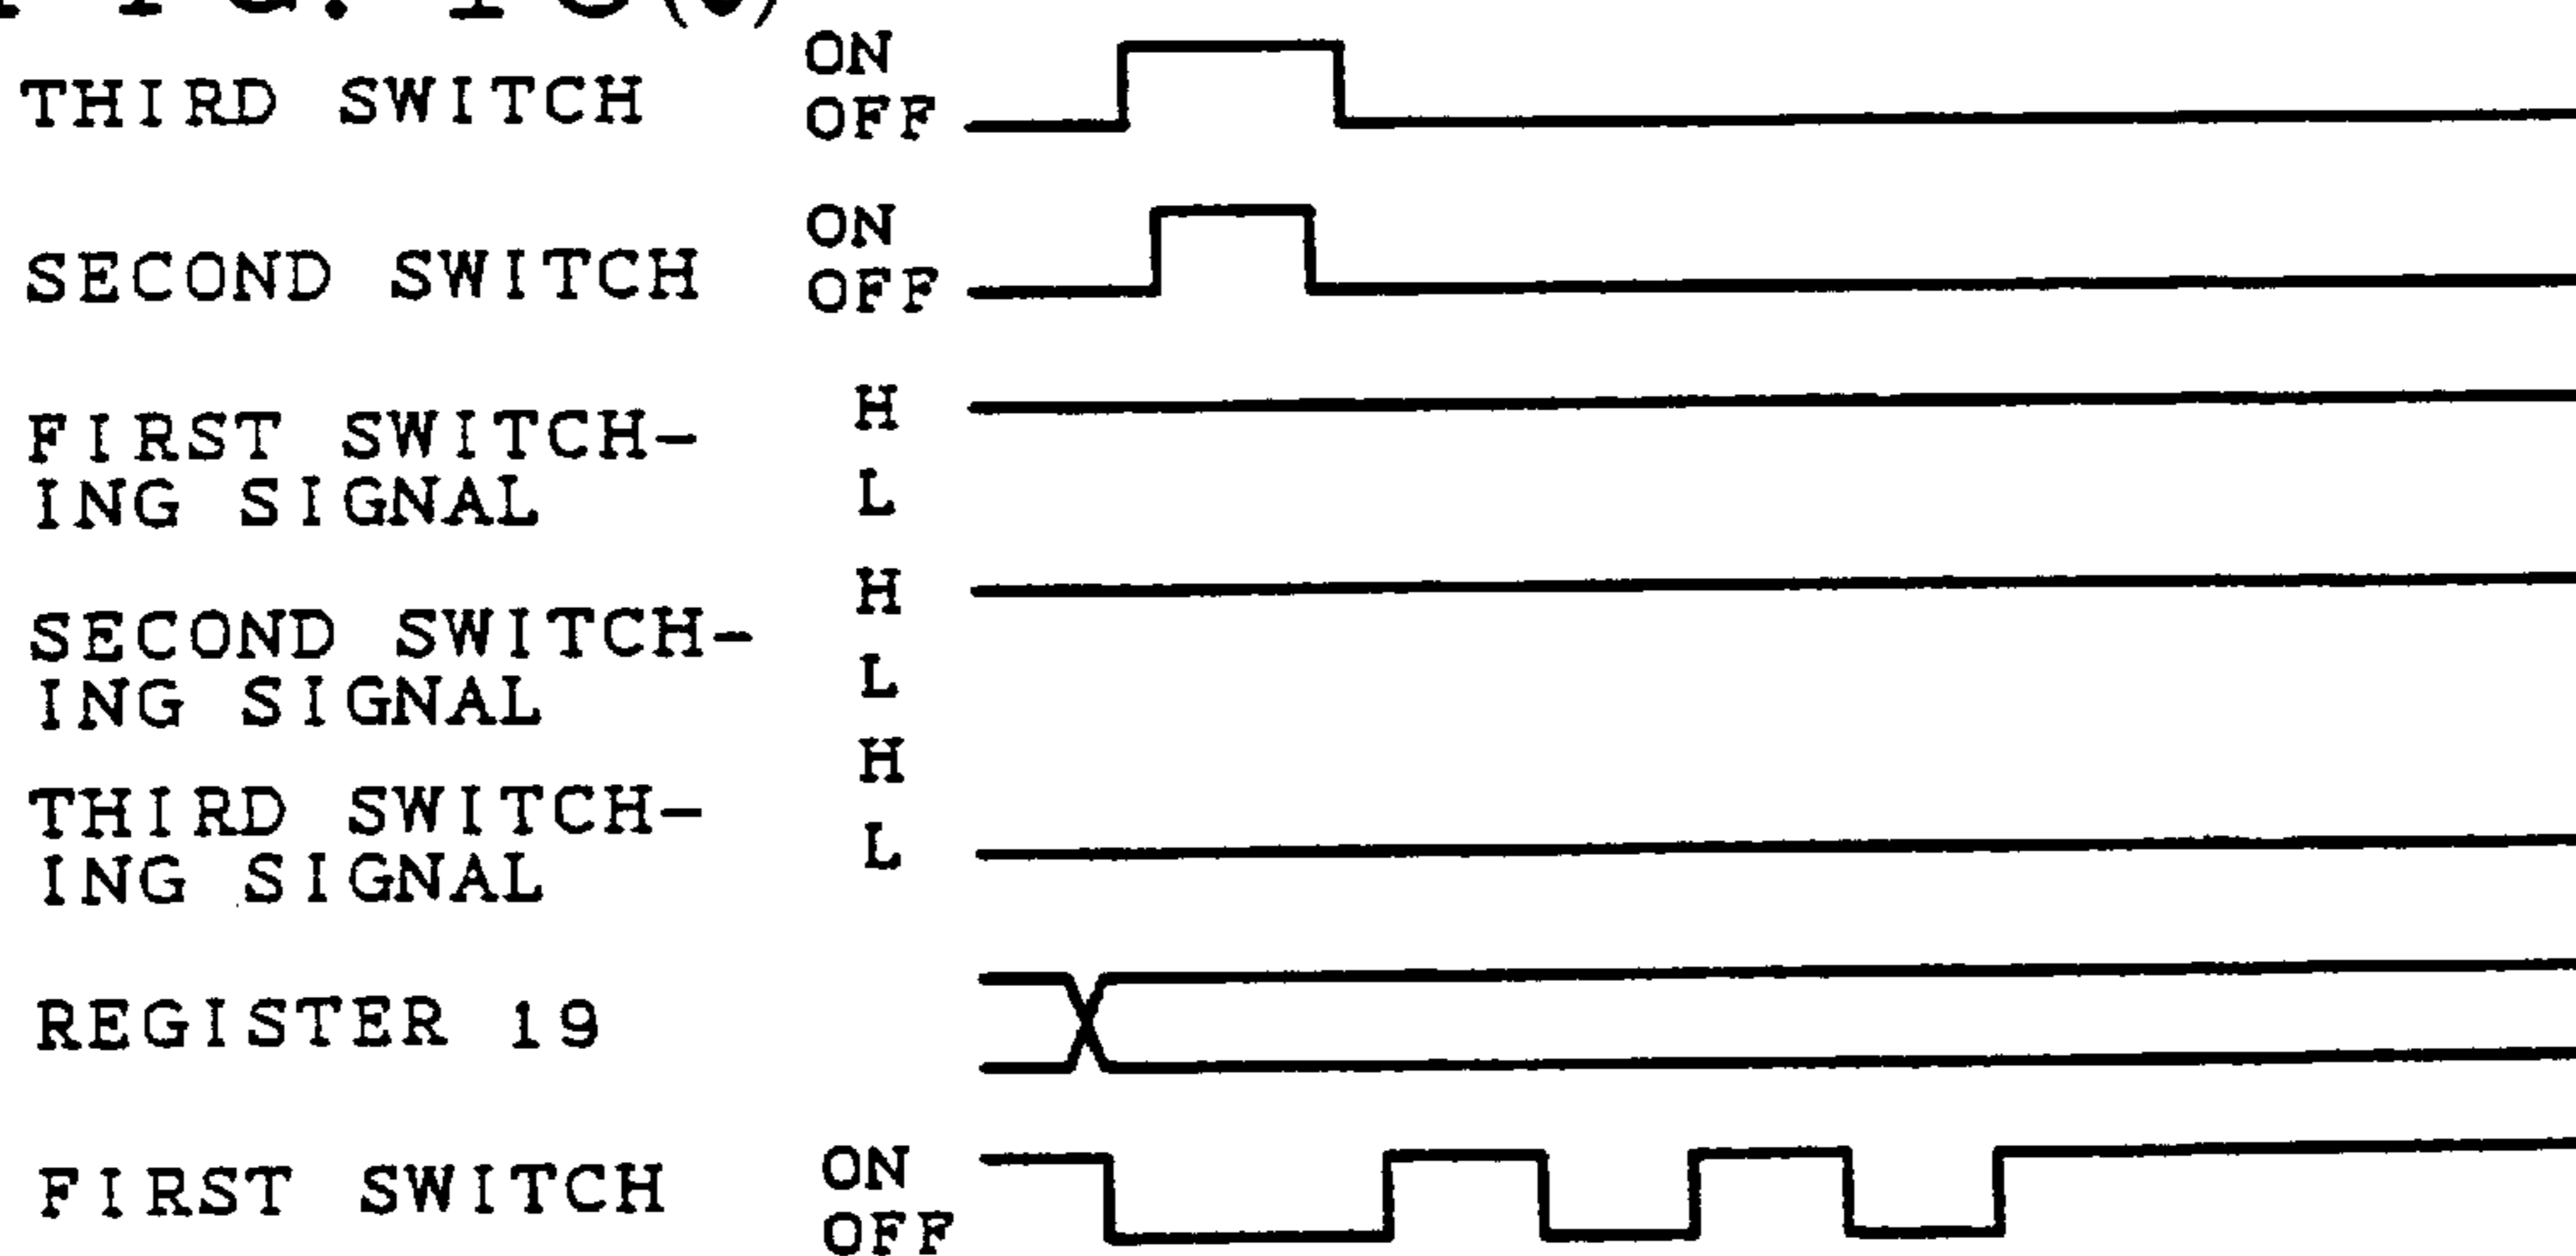 THIRD SWITCH
ON
OFF
SECOND SWITCH
ON
OFF
FIRST SWITCH-
ING SIGNAL
H
L
SECOND SWITCH-
ING SIGNAL
H
L
THIRD SWITCH-
ING SIGNAL
H
L
REGISTER 19
FIRST SWITCH
ON
OFF